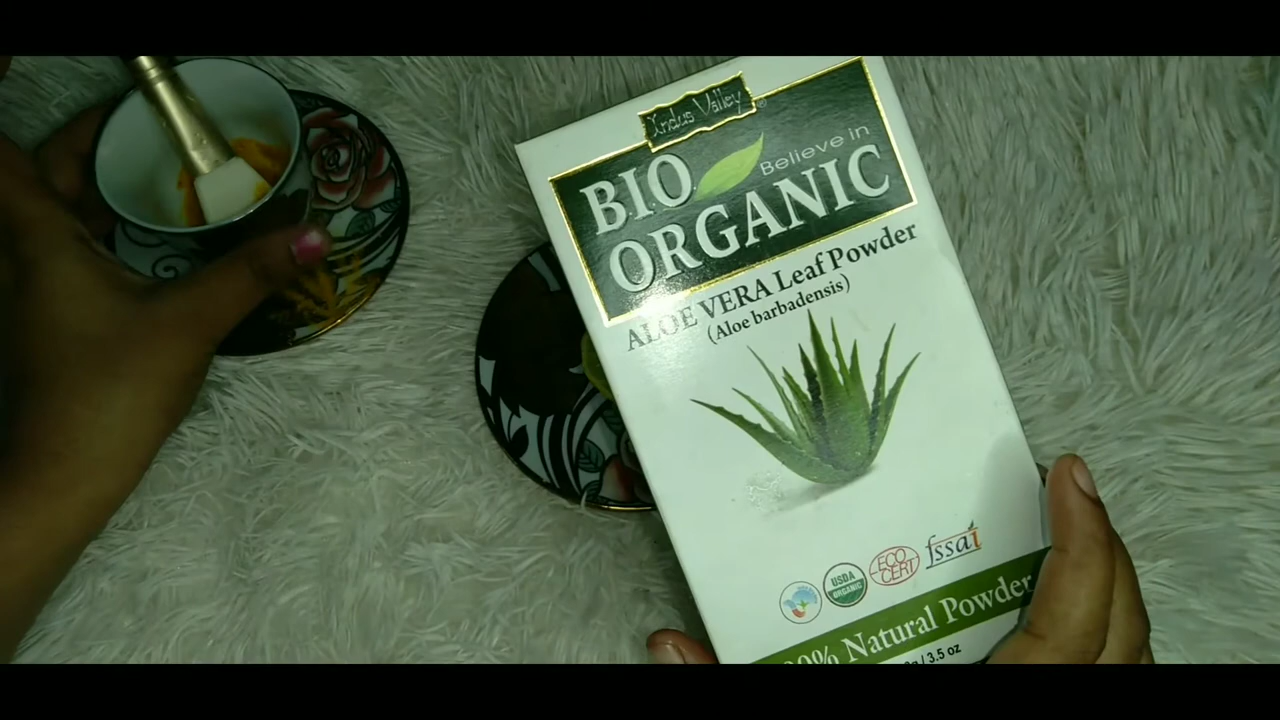 Indus Valley®
BIO Believe in
ORGANIC
ALOE VERA Leaf Powder
(Aloe barbadensis)
USDA
ORGANIC
ECO
CERT
fssai
Natural Powder
/ 3.5 oz